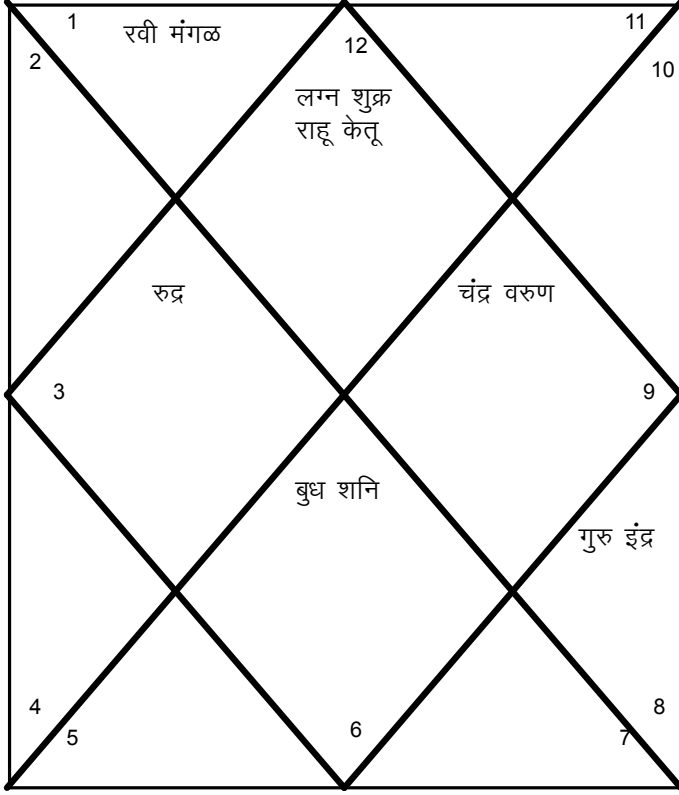 1
रवी मंगळ
12
11
2
10
लग्न शुक्र
राहू केतू
रुद्र
चंद्र वरुण
3
9
बुध शनि
गुरु इंद्र
4
5
6
7
8